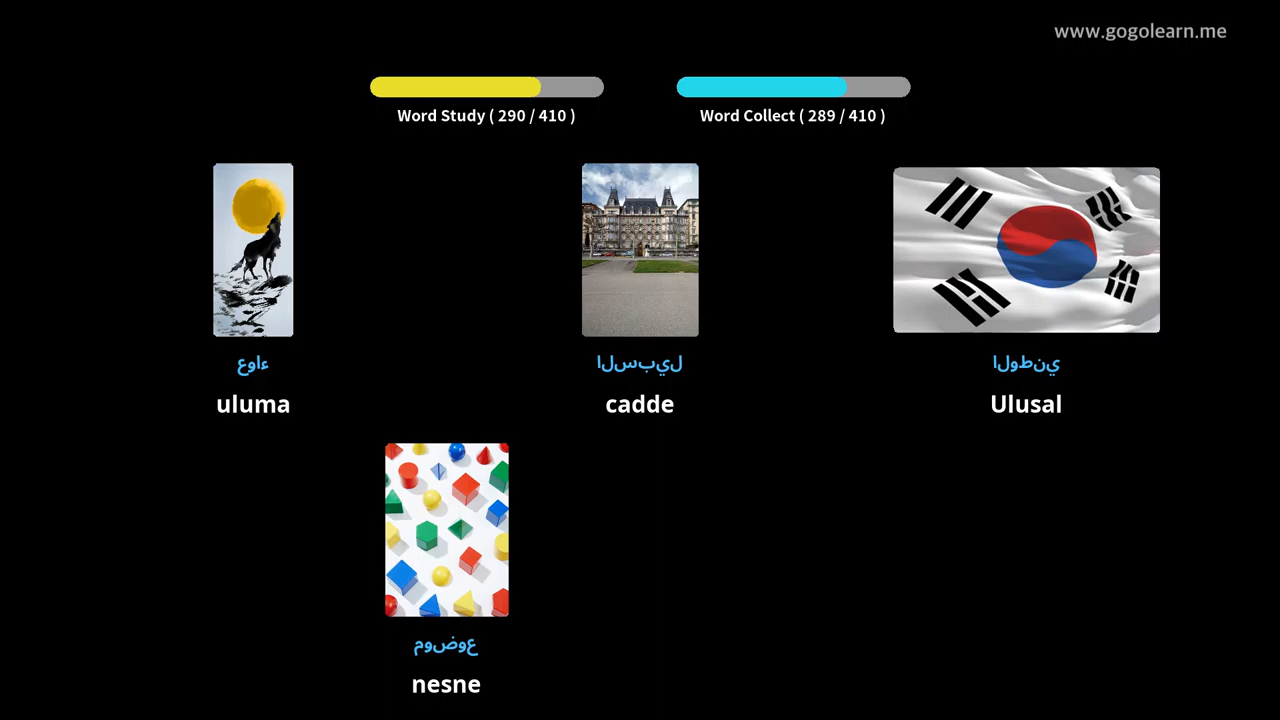 www.gogolearn.me
Word Study ( 290 / 410 )
Word Collect ( 289 / 410 )
عواء
السبيل
الوطني
uluma
cadde
Ulusal
موضوع
nesne